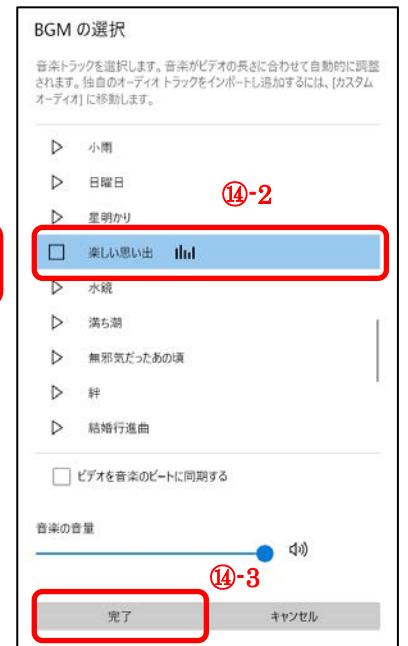 BGM の選択
音楽トラックを選択します。音楽がビデオの長さに合わせて自動的に調整
されます。独自のオーディオ トラックをインポートし追加するには、[カスタム
オーディオ] に移動します。
小雨
日曜日
⑭-2
星明かり
楽しい思い出
水鏡
満ち潮
無邪気だったあの頃
絆
結婚行進曲
ビデオを音楽のビートに同期する
音楽の音量
⑭-3
完了
キャンセル